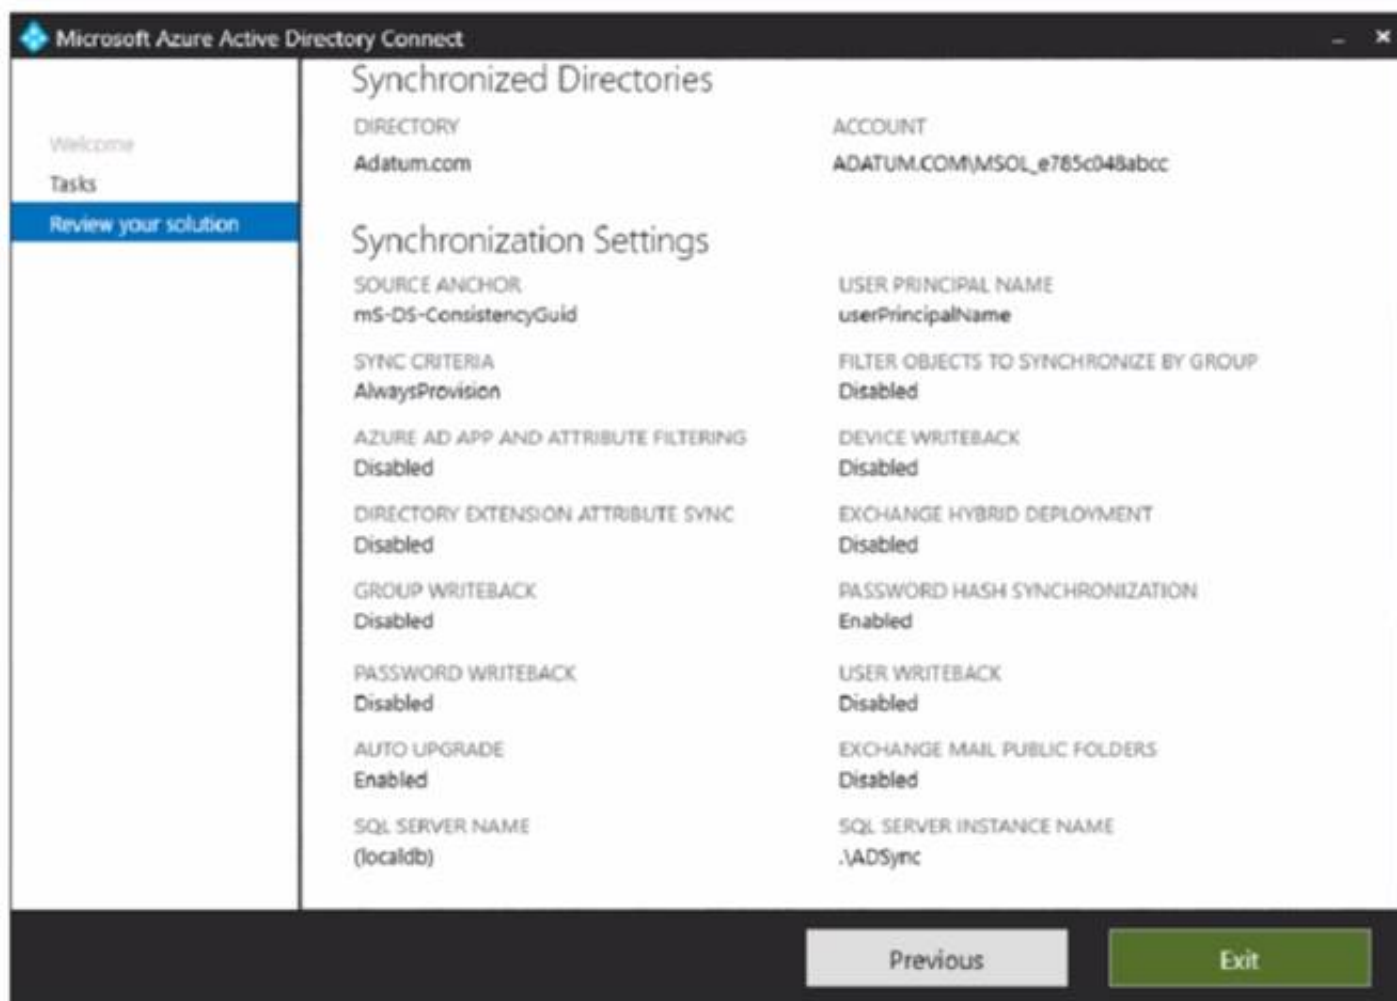 Microsoft Azure Active Directory Connect
Welcome
Tasks
Review your solution
Synchronized Directories
DIRECTORY
Adatum.com
ACCOUNT
ADATUM.COM\MSOL_e785c048abcc
Synchronization Settings
SOURCE ANCHOR
mS-DS-ConsistencyGuid
USER PRINCIPAL NAME
userPrincipalName
SYNC CRITERIA
AlwaysProvision
FILTER OBJECTS TO SYNCHRONIZE BY GROUP
Disabled
AZURE AD APP AND ATTRIBUTE FILTERING
Disabled
DEVICE WRITEBACK
Disabled
DIRECTORY EXTENSION ATTRIBUTE SYNC
Disabled
EXCHANGE HYBRID DEPLOYMENT
Disabled
GROUP WRITEBACK
Disabled
PASSWORD HASH SYNCHRONIZATION
Enabled
PASSWORD WRITEBACK
Disabled
USER WRITEBACK
Disabled
AUTO UPGRADE
Enabled
EXCHANGE MAIL PUBLIC FOLDERS
Disabled
SQL SERVER NAME
(localdb)
SQL SERVER INSTANCE NAME
.\ADSync
Previous
Exit